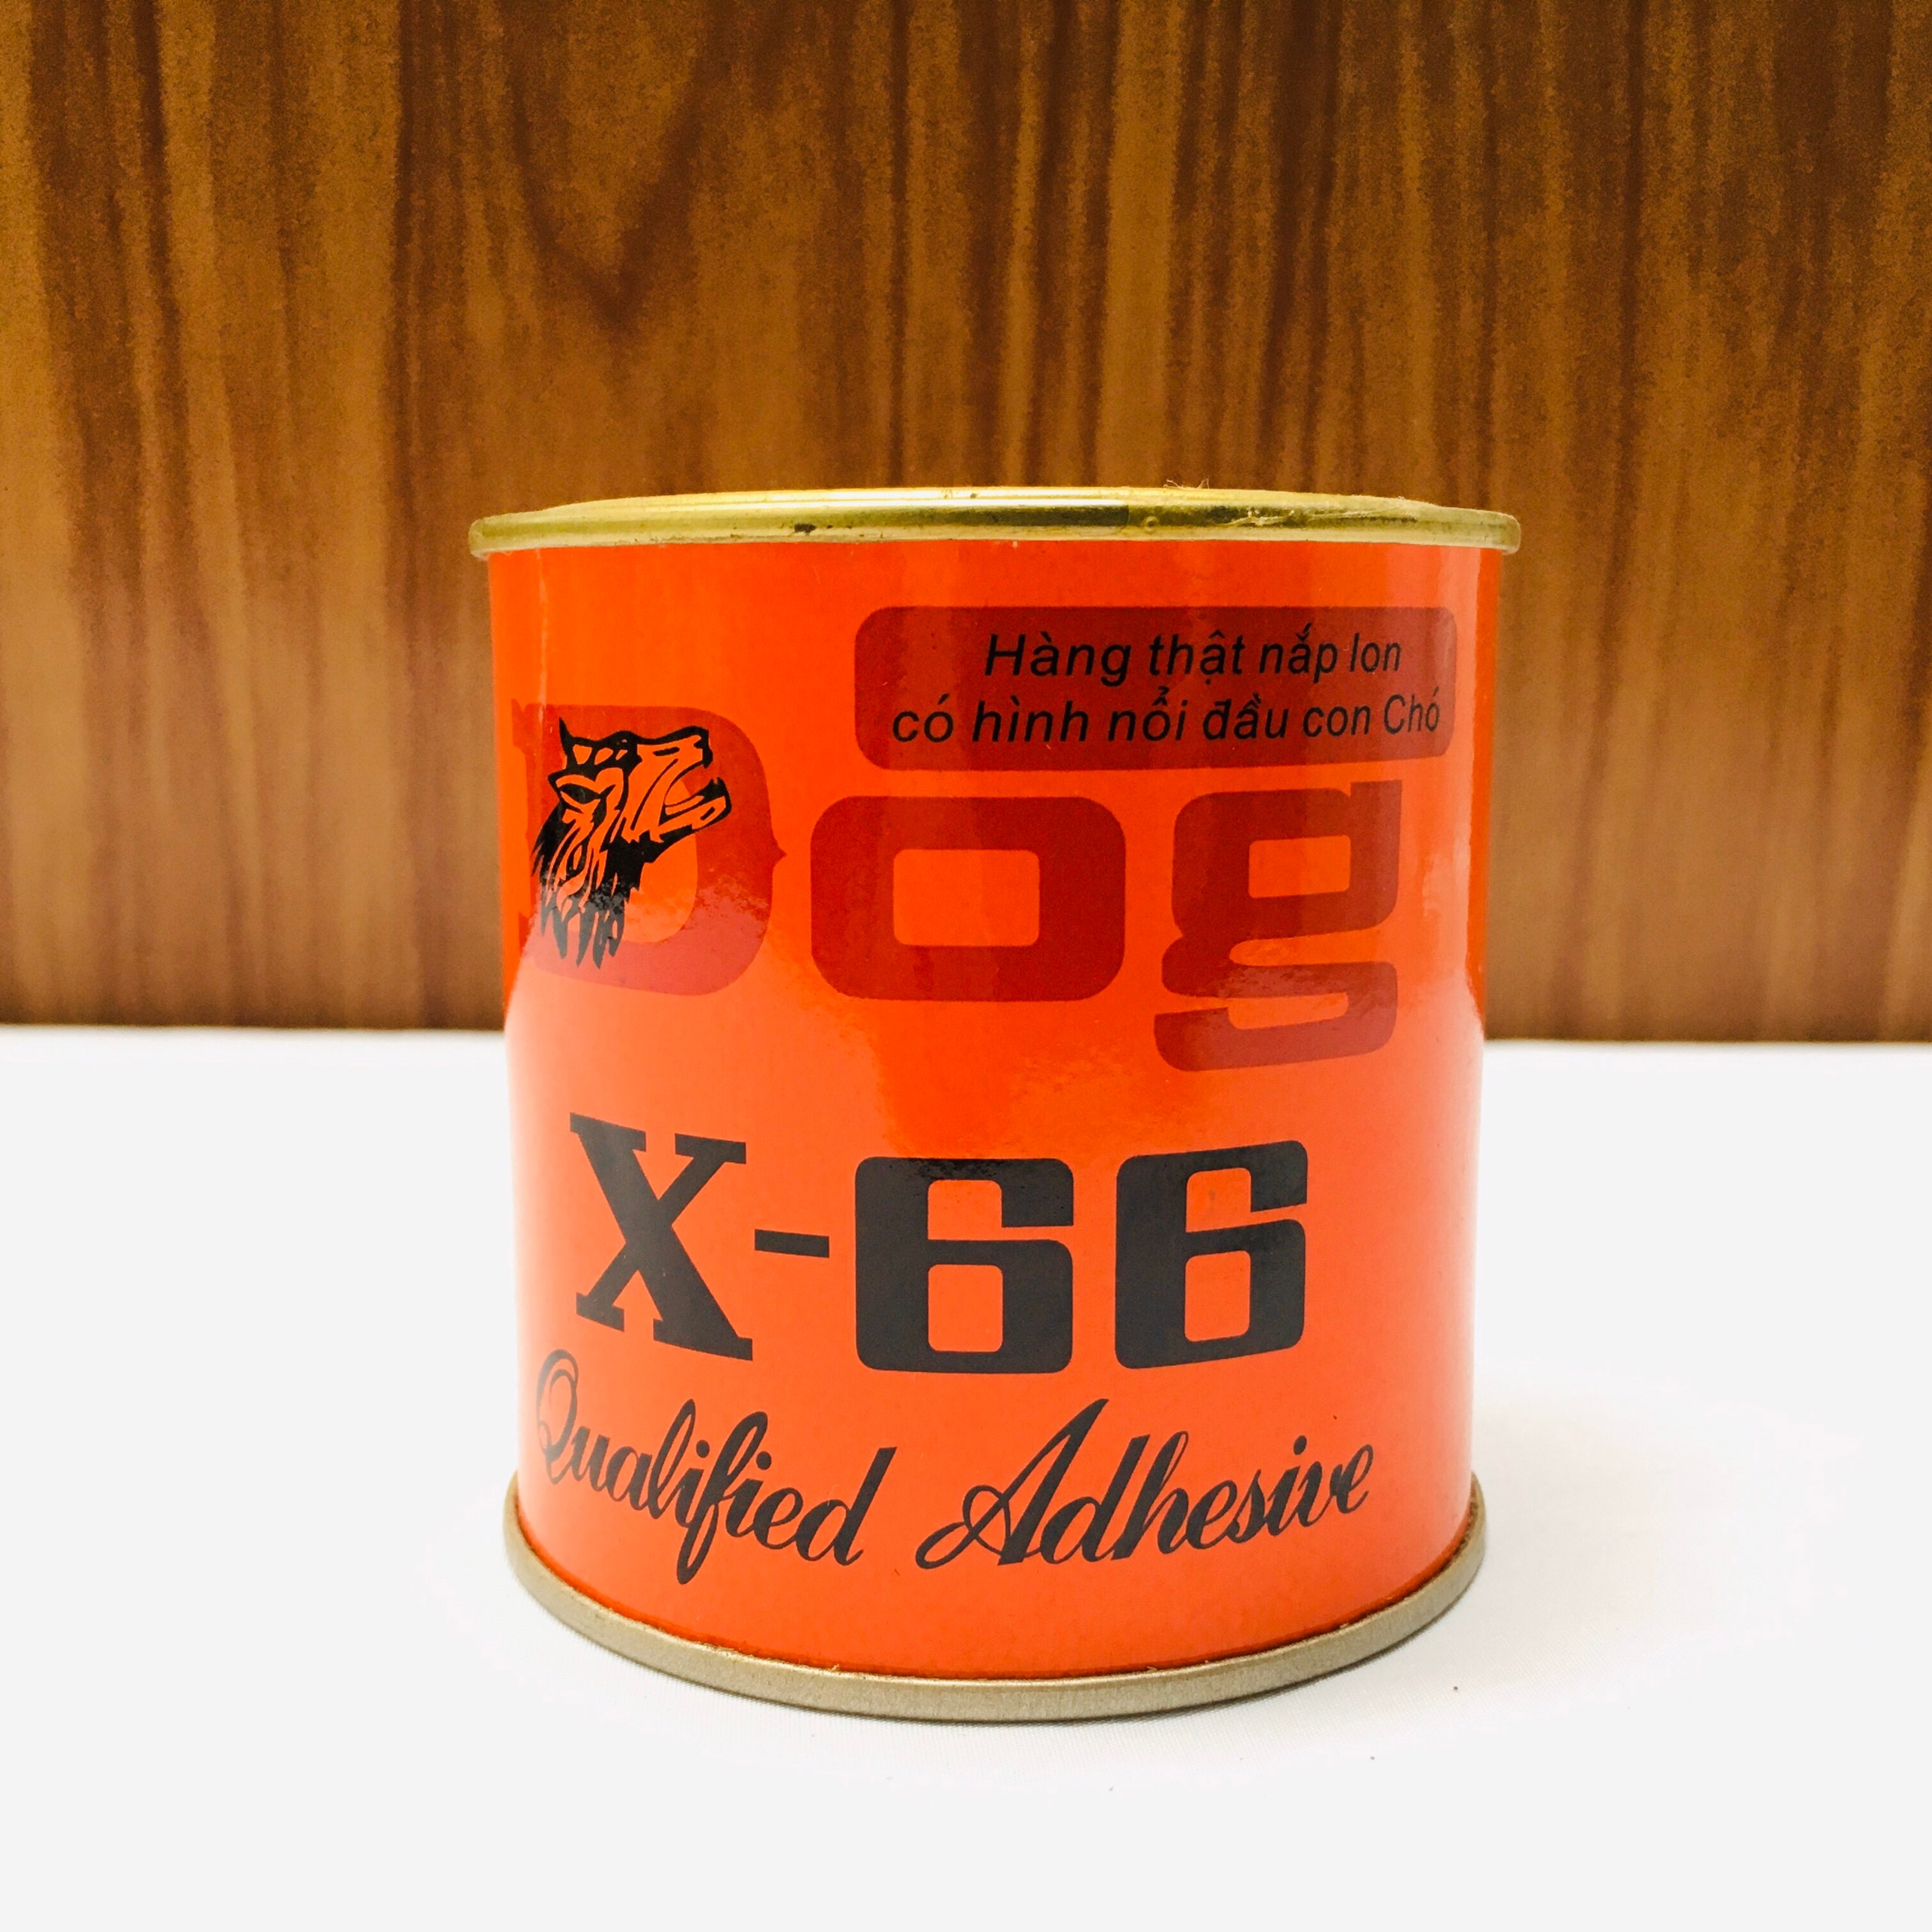 Hàng thật nắp lon
có hình nổi đầu con Chó
Dog
X-66
Qualified Adhesive